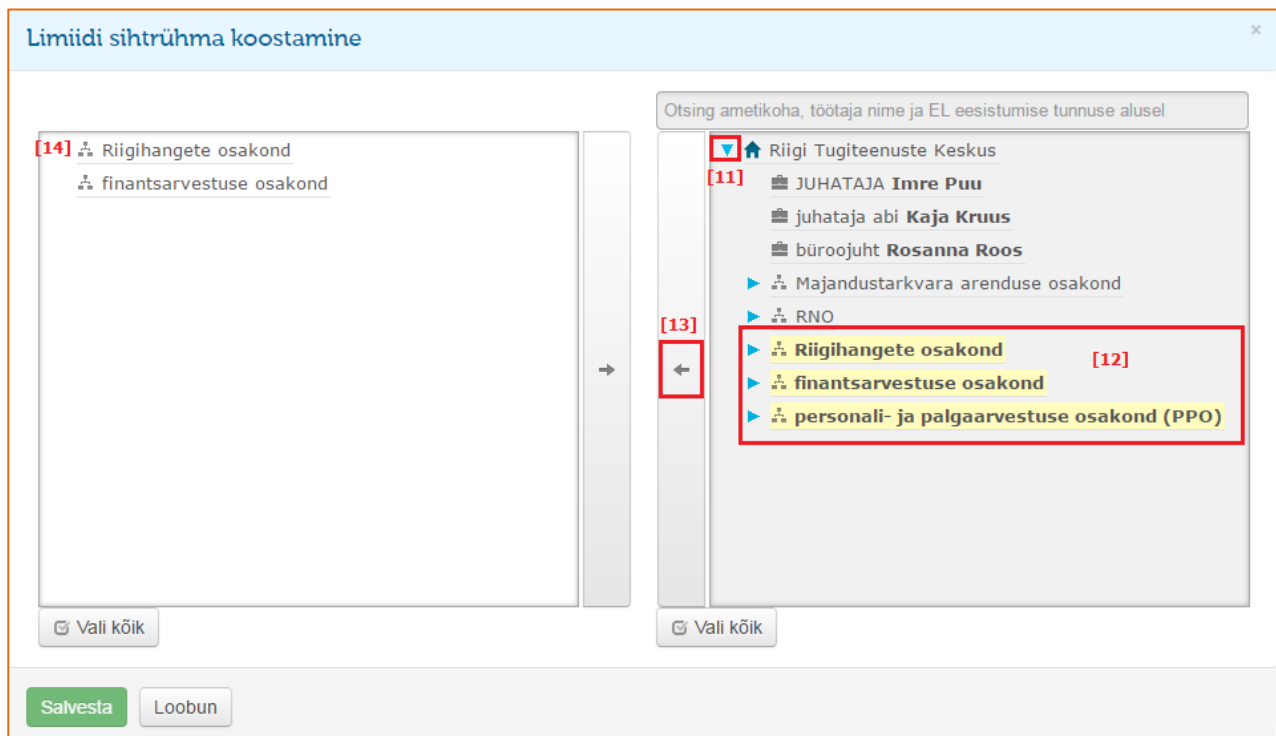 Limiidi sihtrühma koostamine
×
Otsing ametikoha, töötaja nime ja EL eesistumise tunnuse alusel
[14] Riigihangete osakond
finantsarvestuse osakond
Riigi Tugiteenuste Keskus
[11] JUHATAJA Imre Puu
juhataja abi Kaja Kruus
büroojuht Rosanna Roos
Majandustarkvara arenduse osakond
RNO
[13]
Riigihangete osakond [12]
finantsarvestuse osakond
personali- ja palgaarvestuse osakond (PPO)
Vali kõik
Vali kõik
Salvesta Loobun